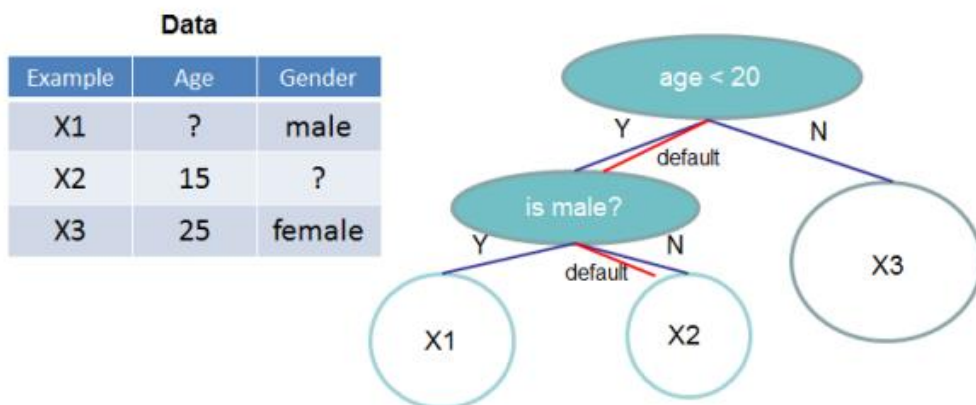 Data
Example Age Gender
X1 ? male
X2 15 ?
X3 25 female
age < 20
Y N
default
is male?
Y N
default
X1 X2 X3